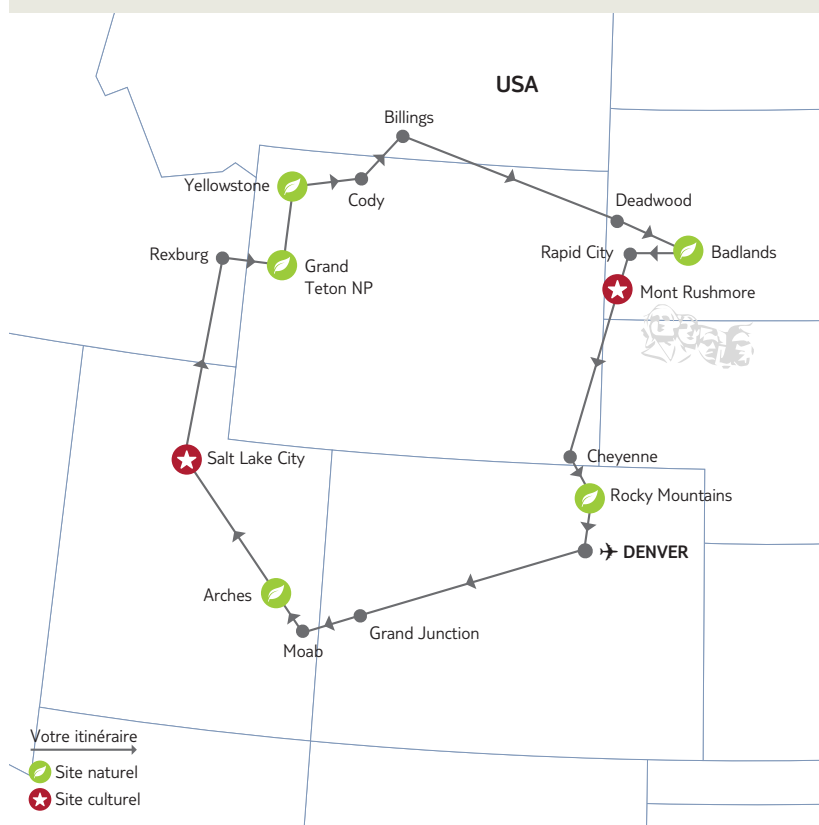 USA
Billings
Yellowstone
Cody
Deadwood
Rexburg
Grand
Teton NP
Rapid City
Badlands
Mont Rushmore
Salt Lake City
Cheyenne
Rocky Mountains
DENVER
Arches
Grand Junction
Moab
Votre itinéraire
Site naturel
Site culturel